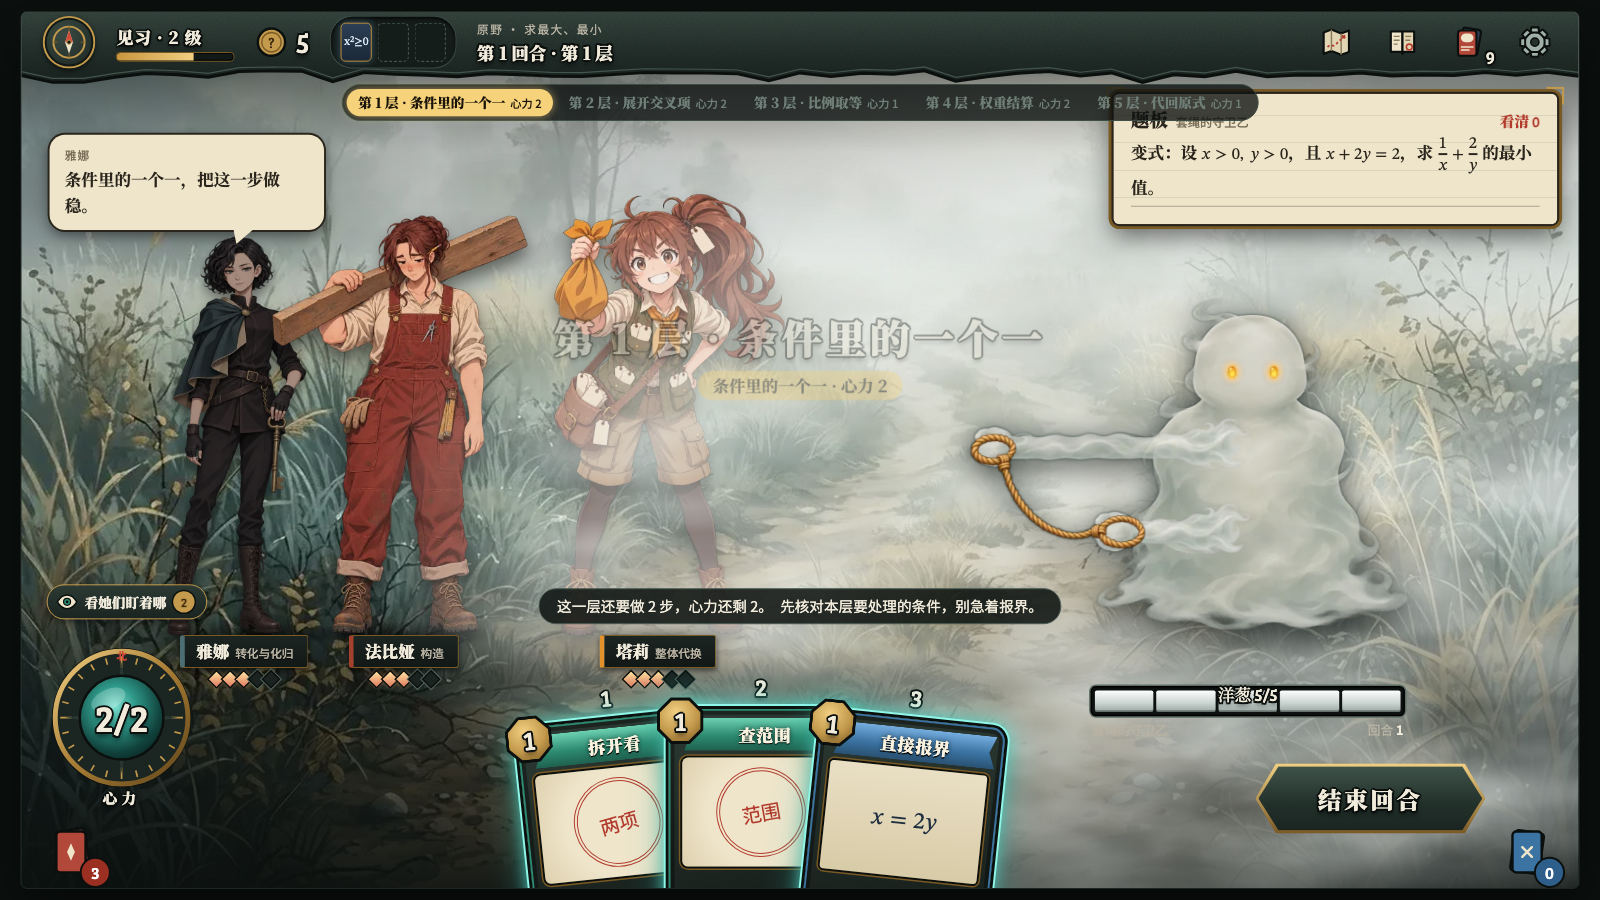 见习·2 级
?
5
x²≥0
原野 · 求最大、最小
第1回合·第1层
9
第 1 层 · 条件里的一个一 心力 2
第 2 层 · 展开交叉项 心力 2
第 3 层 · 比例取等 心力 1
第 4 层 · 权重结算 心力 2
第 5 层 · 代回原式 心力 1
题板 套绳的守卫乙
看清 0
变式：设 x > 0, y > 0，且 x + 2y = 2，求 1/x + 2/y 的最小
值。
雅娜
条件里的一个一，把这一步做
稳。
第 1 层 · 条件里的一个一
条件里的一个一 · 心力 2
看她们盯着哪 2
这一层还要做 2 步，心力还剩 2。 先核对本层要处理的条件，别急着报界。
雅娜 转化与化归
法比娅 构造
塔莉 整体代换
2/2
心力
3
1
1
拆开看
两项
2
1
查范围
范围
3
1
直接报界
x = 2y
洋葱5/5
回合 1
结束回合
0